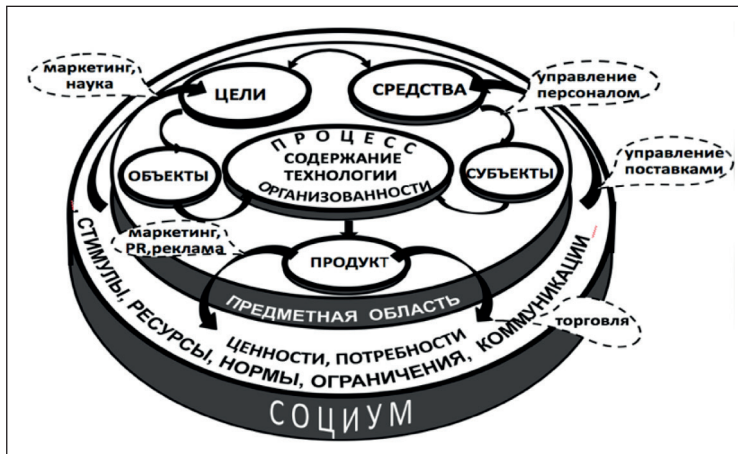 маркетинг,
наука
ЦЕЛИ
СРЕДСТВА
управление
персоналом
ПРОЦЕСС
СОДЕРЖАНИЕ
ТЕХНОЛОГИИ
ОРГАНИЗОВАННОСТИ
ОБЪЕКТЫ
СУБЪЕКТЫ
управление
поставками
маркетинг,
PR,реклама
ПРОДУКТ
ПРЕДМЕТНАЯ ОБЛАСТЬ
торговля
ЦЕННОСТИ, ПОТРЕБНОСТИ
СТИМУЛЫ, РЕСУРСЫ, НОРМЫ, ОГРАНИЧЕНИЯ, КОММУНИКАЦИИ
СОЦИУМ